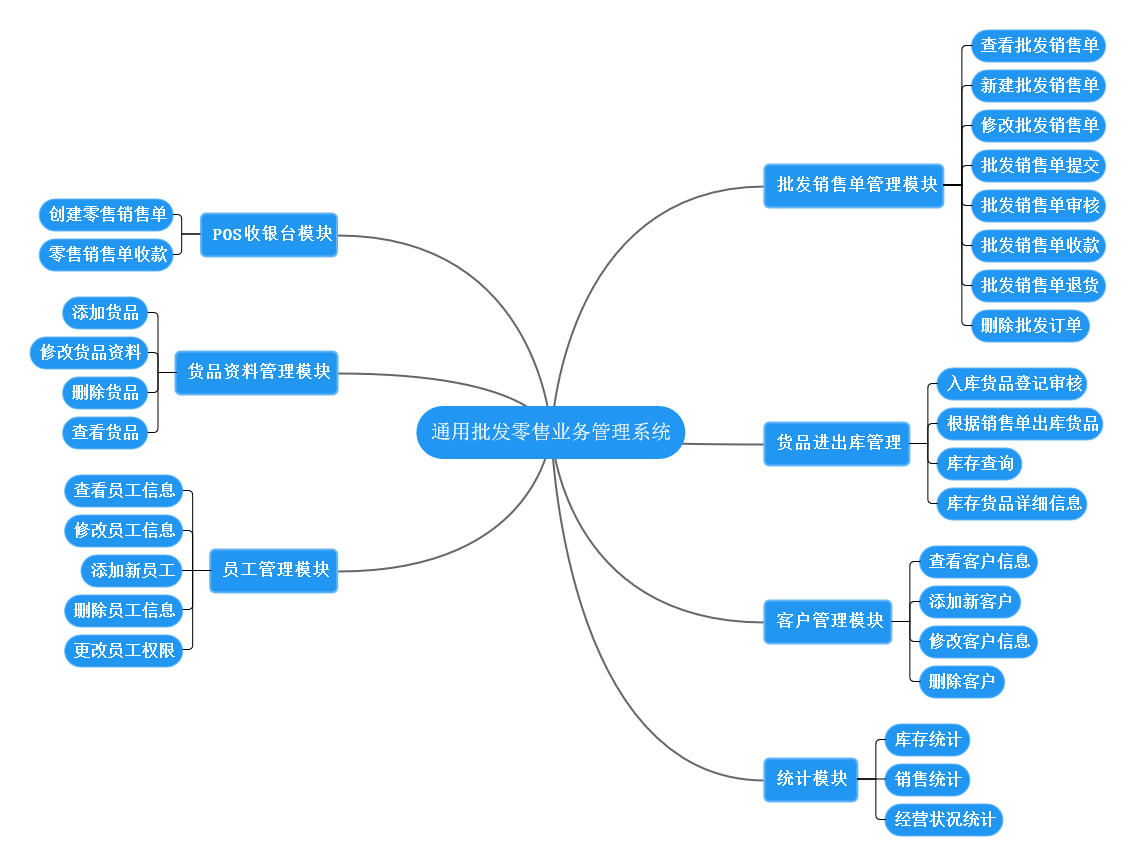 通用批发零售业务管理系统
批发销售单管理模块
查看批发销售单
新建批发销售单
修改批发销售单
批发销售单提交
批发销售单审核
批发销售单收款
批发销售单退货
删除批发订单
货品进出库管理
入库货品登记审核
根据销售单出库货品
库存查询
库存货品详细信息
客户管理模块
查看客户信息
添加新客户
修改客户信息
删除客户
统计模块
库存统计
销售统计
经营状况统计
POS收银台模块
创建零售销售单
零售销售单收款
货品资料管理模块
添加货品
修改货品资料
删除货品
查看货品
员工管理模块
查看员工信息
修改员工信息
添加新员工
删除员工信息
更改员工权限